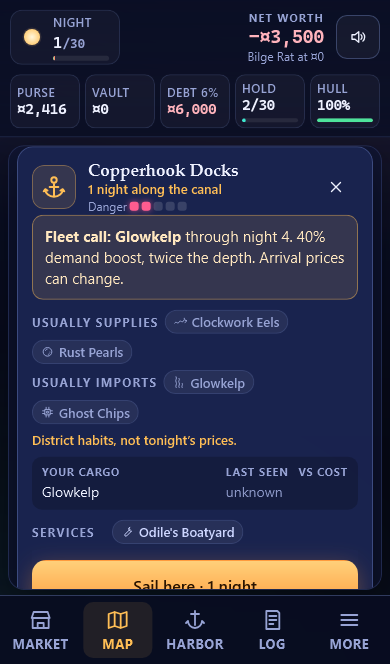 NIGHT
1/30
NET WORTH
−¤3,500
Bilge Rat at ¤0
PURSE
¤2,416
VAULT
¤0
DEBT 6%
¤6,000
HOLD
2/30
HULL
100%
Copperhook Docks
1 night along the canal
Danger
Fleet call: Glowkelp through night 4. 40%
demand boost, twice the depth. Arrival prices
can change.
USUALLY SUPPLIES Clockwork Eels
Rust Pearls
USUALLY IMPORTS Glowkelp
Ghost Chips
District habits, not tonight’s prices.
YOUR CARGO LAST SEEN VS COST
Glowkelp unknown
SERVICES Odile's Boatyard
Sail here · 1 night
MARKET MAP HARBOR LOG MORE